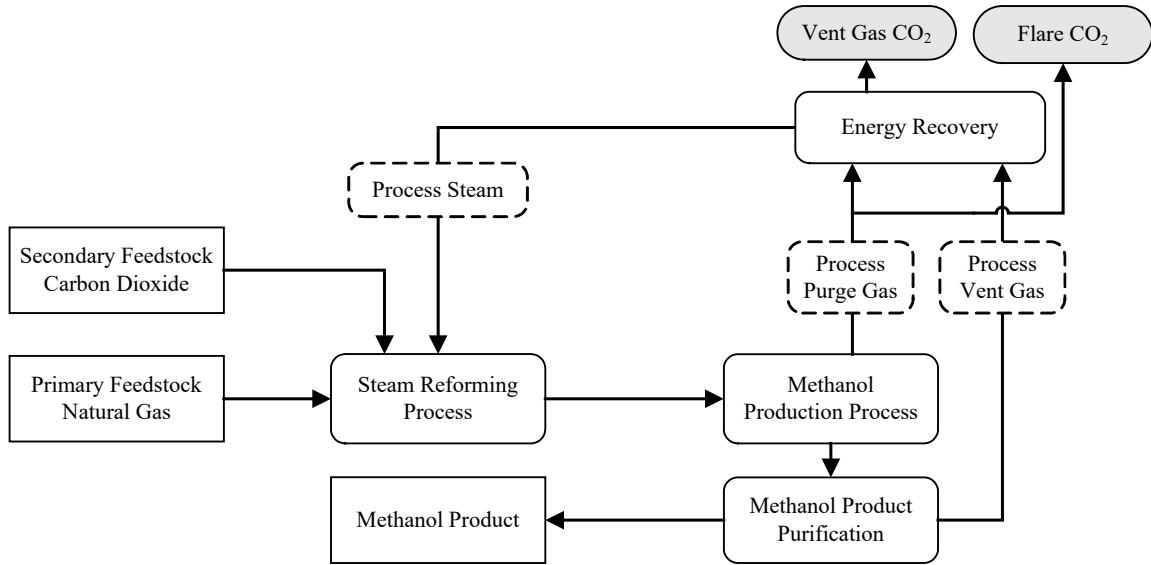 Vent Gas CO₂
Flare CO₂
Energy Recovery
Process Steam
Secondary Feedstock
Carbon Dioxide
Process
Purge Gas
Process
Vent Gas
Primary Feedstock
Natural Gas
Steam Reforming
Process
Methanol
Production Process
Methanol Product
Methanol Product
Purification